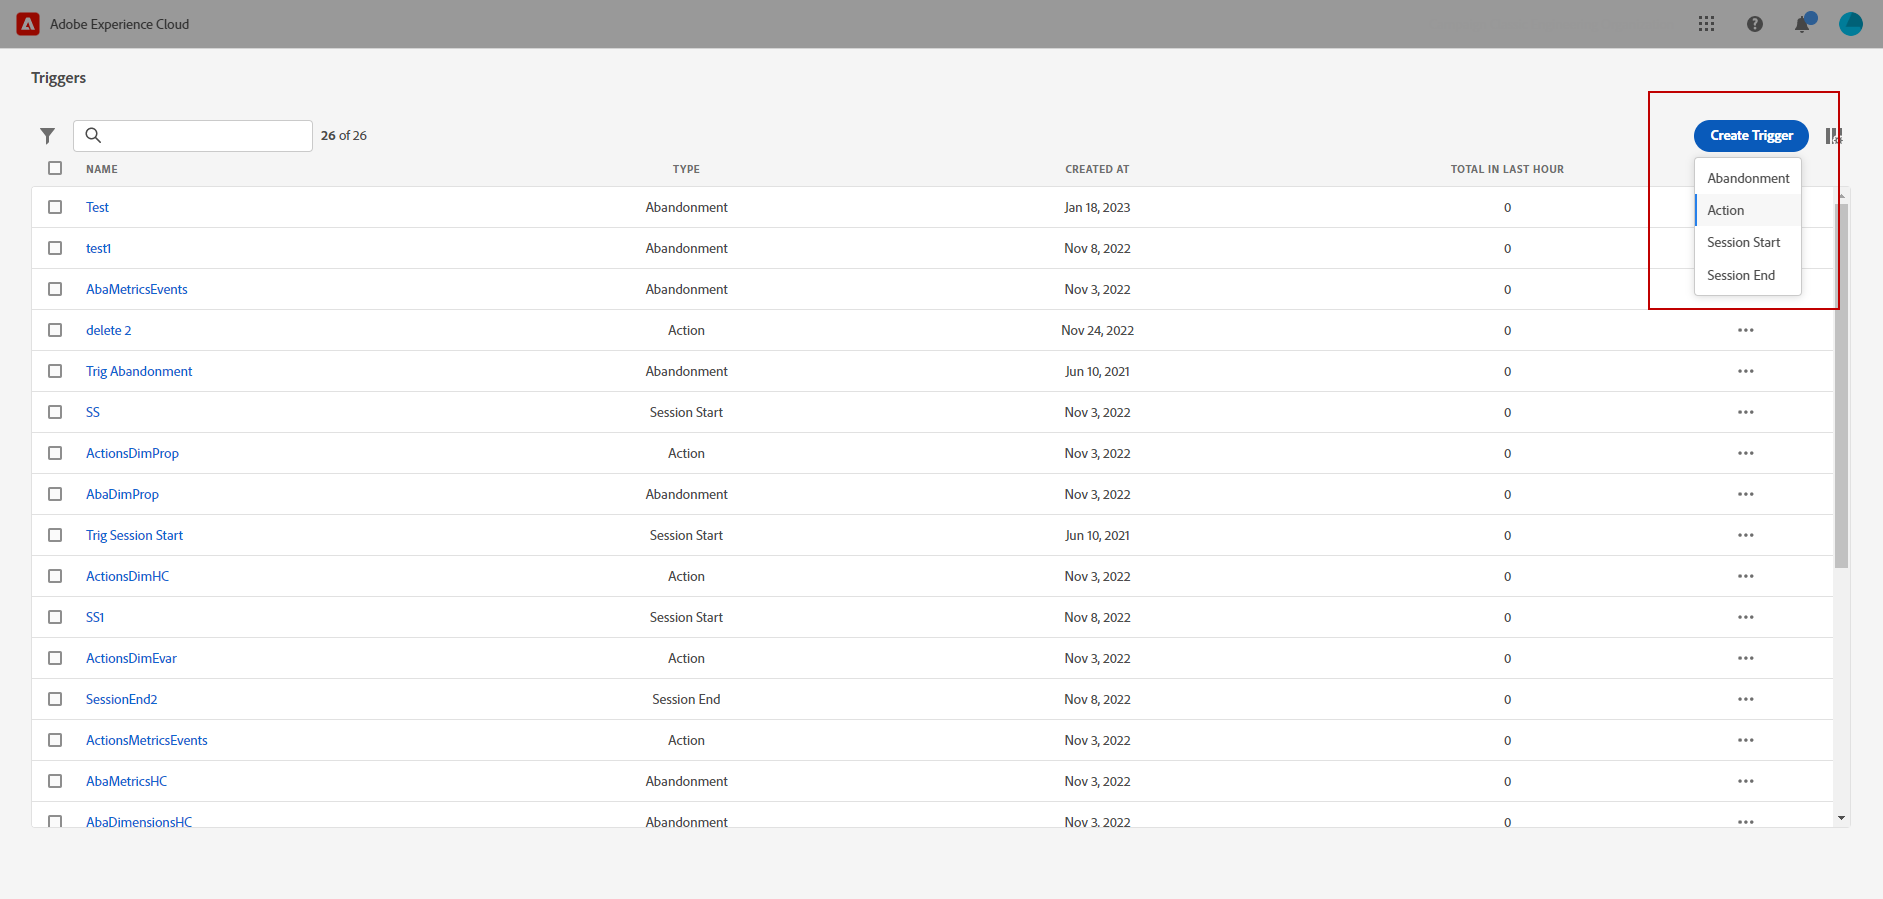 Adobe Experience Cloud
Triggers
26 of 26
Create Trigger
NAME TYPE CREATED AT TOTAL IN LAST HOUR
Abandonment
Action
Session Start
Session End
Test Abandonment Jan 18, 2023 0
test1 Abandonment Nov 8, 2022 0
AbaMetricsEvents Abandonment Nov 3, 2022 0
delete 2 Action Nov 24, 2022 0
Trig Abandonment Abandonment Jun 10, 2021 0
SS Session Start Nov 3, 2022 0
ActionsDimProp Action Nov 3, 2022 0
AbaDimProp Abandonment Nov 3, 2022 0
Trig Session Start Session Start Jun 10, 2021 0
ActionsDimHC Action Nov 3, 2022 0
SS1 Session Start Nov 8, 2022 0
ActionsDimEvar Action Nov 3, 2022 0
SessionEnd2 Session End Nov 8, 2022 0
ActionsMetricsEvents Action Nov 3, 2022 0
AbaMetricsHC Abandonment Nov 3, 2022 0
AbaDimensionsHC Abandonment Nov 3, 2022 0